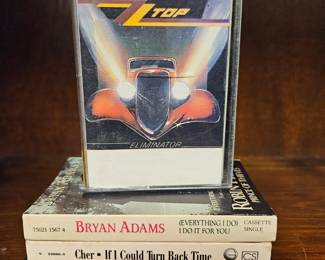 ZZ TOP
ELIMINATOR
75021 1567 4 BRYAN ADAMS (EVERYTHING I DO) CASSETTE
I DO IT FOR YOU SINGLE
Cher • If I Could Turn Back Time CS